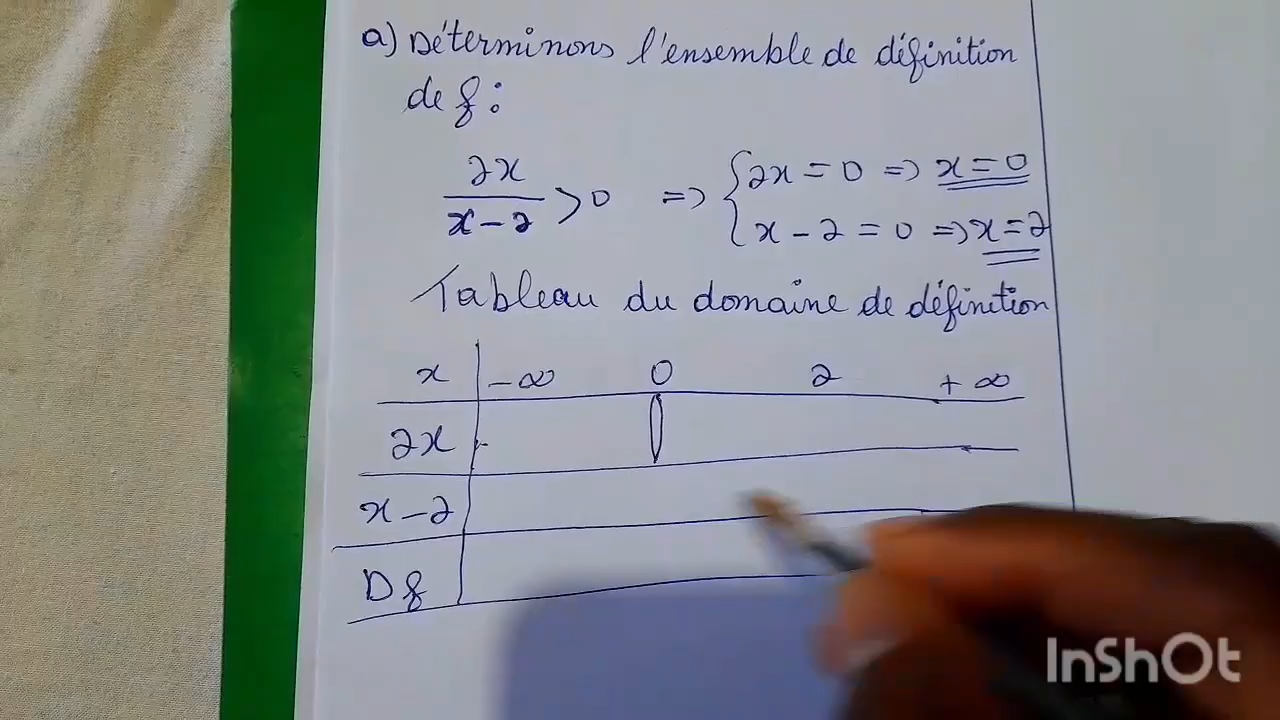 a) Déterminons l'ensemble de définition
de f :
2x / x - 2 > 0 => { 2x = 0 => x = 0
x - 2 = 0 => x = 2
Tableau du domaine de définition
x -∞ 0 2 +∞
2x -
x - 2
Df
InShOt